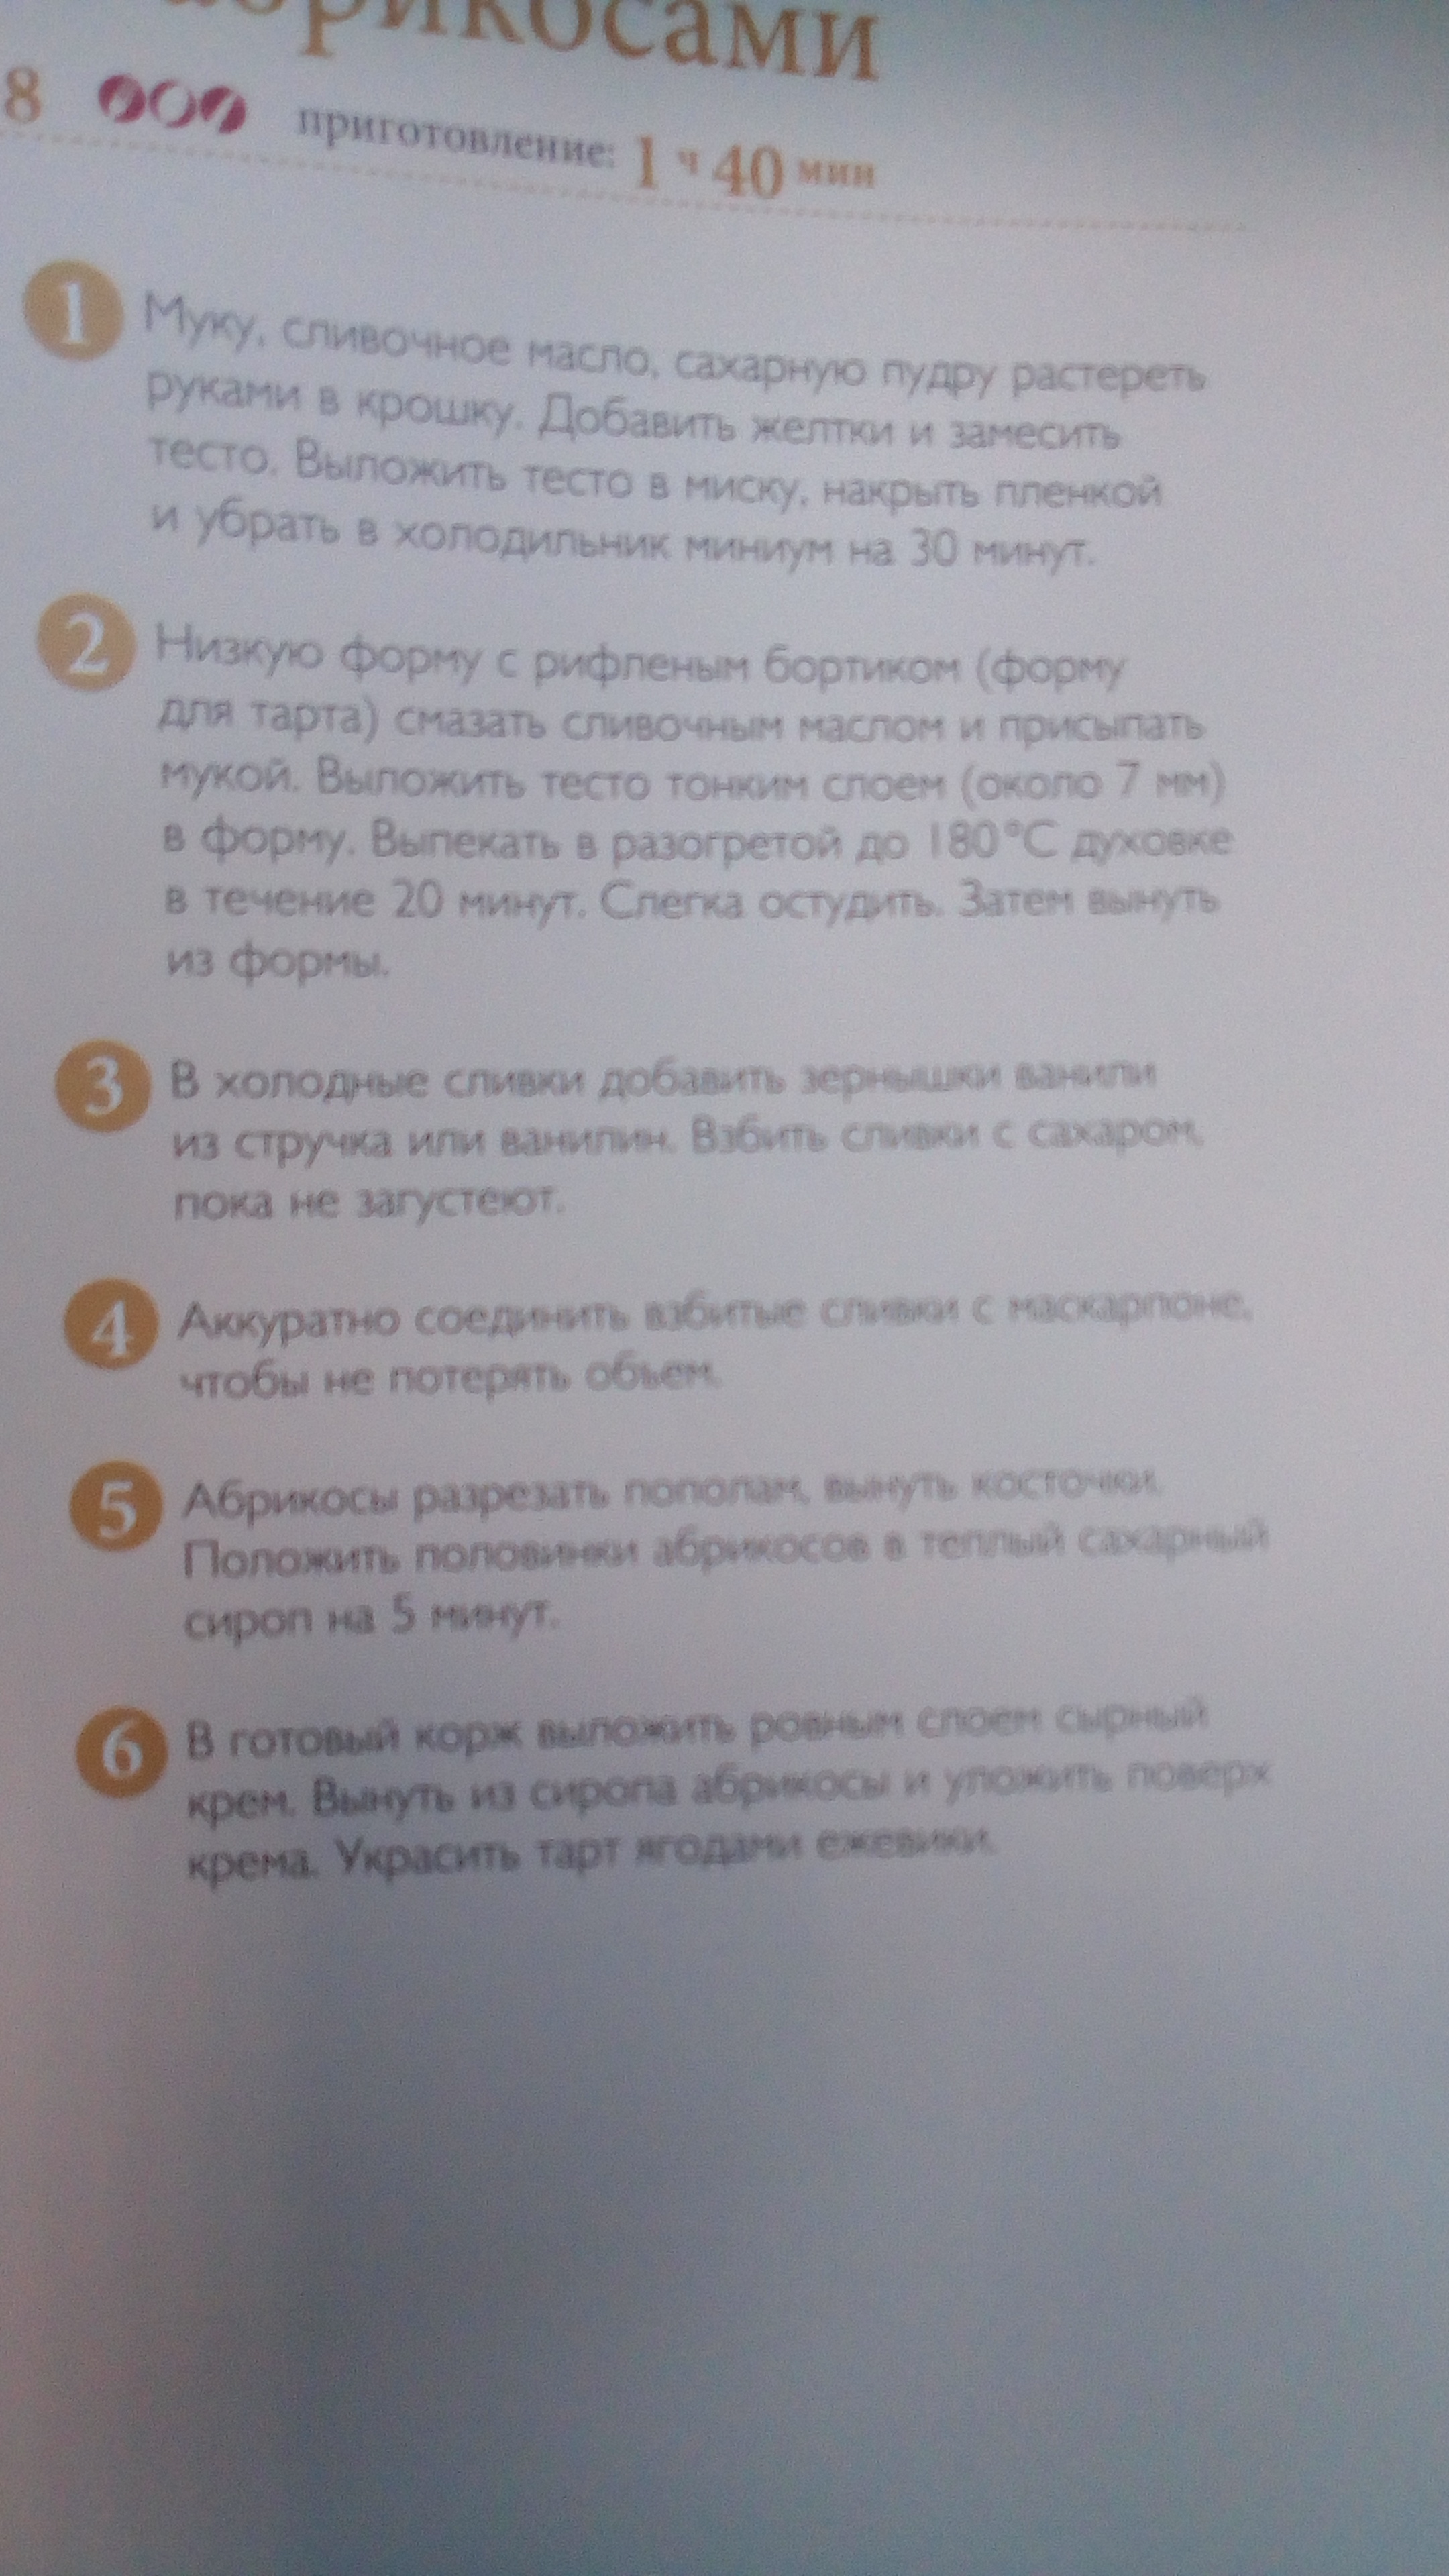 абрикосами
8 приготовление: 1 ч 40 мин
1 Муку, сливочное масло, сахарную пудру растереть
руками в крошку. Добавить желтки и замесить
тесто. Выложить тесто в миску, накрыть пленкой
и убрать в холодильник миниум на 30 минут.
2 Низкую форму с рифленым бортиком (форму
для тарта) смазать сливочным маслом и присыпать
мукой. Выложить тесто тонким слоем (около 7 мм)
в форму. Выпекать в разогретой до 180°C духовке
в течение 20 минут. Слегка остудить. Затем вынуть
из формы.
3 В холодные сливки добавить зернышки ванили
из стручка или ванилин. Взбить сливки с сахаром,
пока не загустеют.
4 Аккуратно соединить взбитые сливки с маскарпоне,
чтобы не потерять объем.
5 Абрикосы разрезать пополам, вынуть косточки.
Положить половинки абрикосов в теплый сахарный
сироп на 5 минут.
6 В готовый корж выложить ровным слоем сырный
крем. Вынуть из сиропа абрикосы и уложить поверх
крема. Украсить тарт ягодами ежевики.